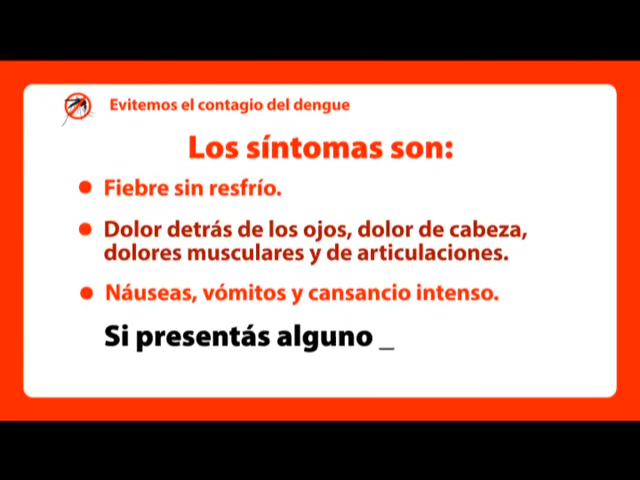 Evitemos el contagio del dengue
Los síntomas son:
Fiebre sin resfrío.
Dolor detrás de los ojos, dolor de cabeza,
dolores musculares y de articulaciones.
Náuseas, vómitos y cansancio intenso.
Si presentás alguno _